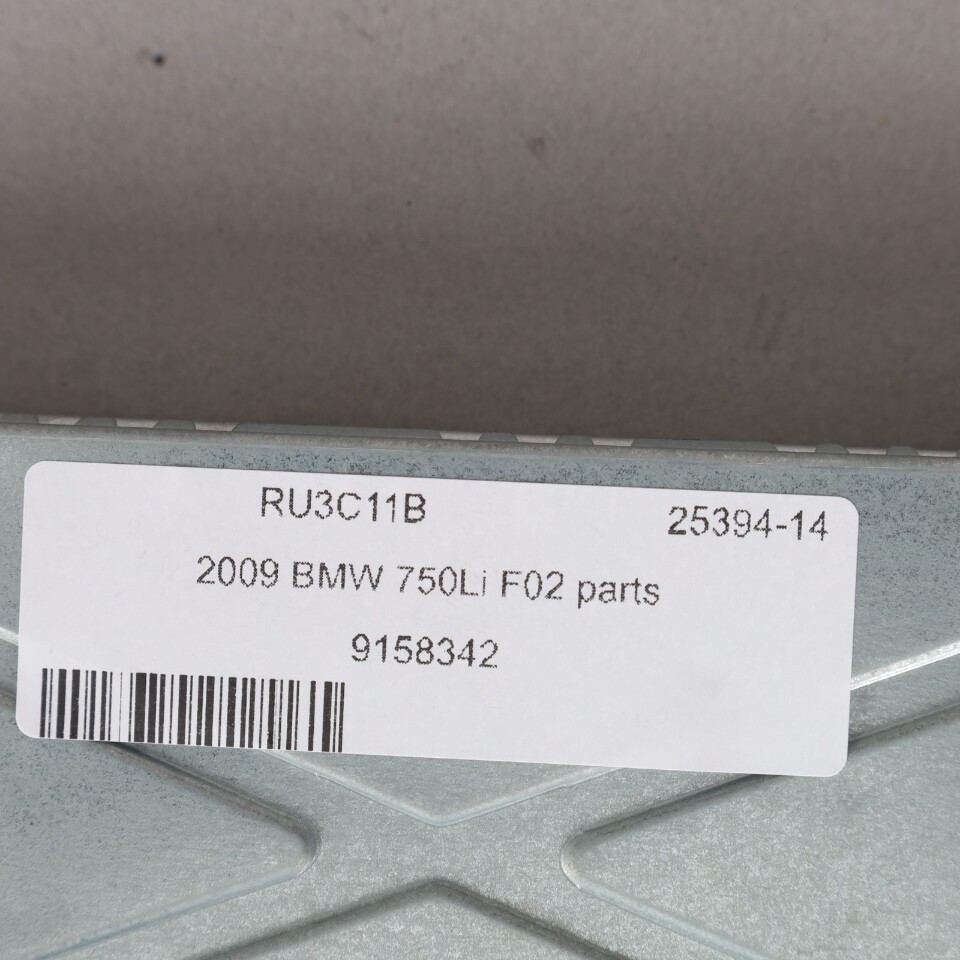 RU3C11B 25394-14
2009 BMW 750Li F02 parts
9158342